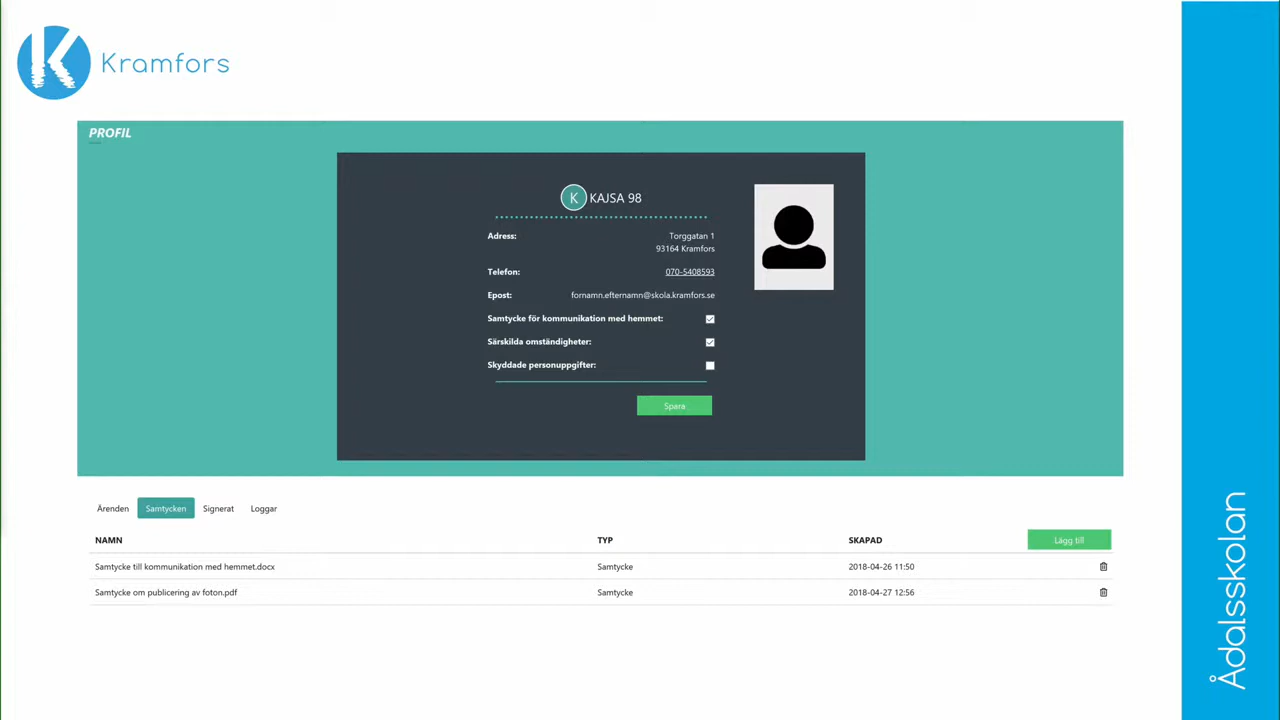 Kramfors
PROFIL
K KAJSA 98
Adress: Torggatan 1
93164 Kramfors
Telefon: 070-5408593
Epost: fornamn.efternamn@skola.kramfors.se
Samtycke för kommunikation med hemmet:
Särskilda omständigheter:
Skyddade personuppgifter:
Spara
Ärenden Samtycken Signerat Loggar
NAMN TYP SKAPAD Lägg till
Samtycke till kommunikation med hemmet.docx Samtycke 2018-04-26 11:50
Samtycke om publicering av foton.pdf Samtycke 2018-04-27 12:56
Ådalsskolan